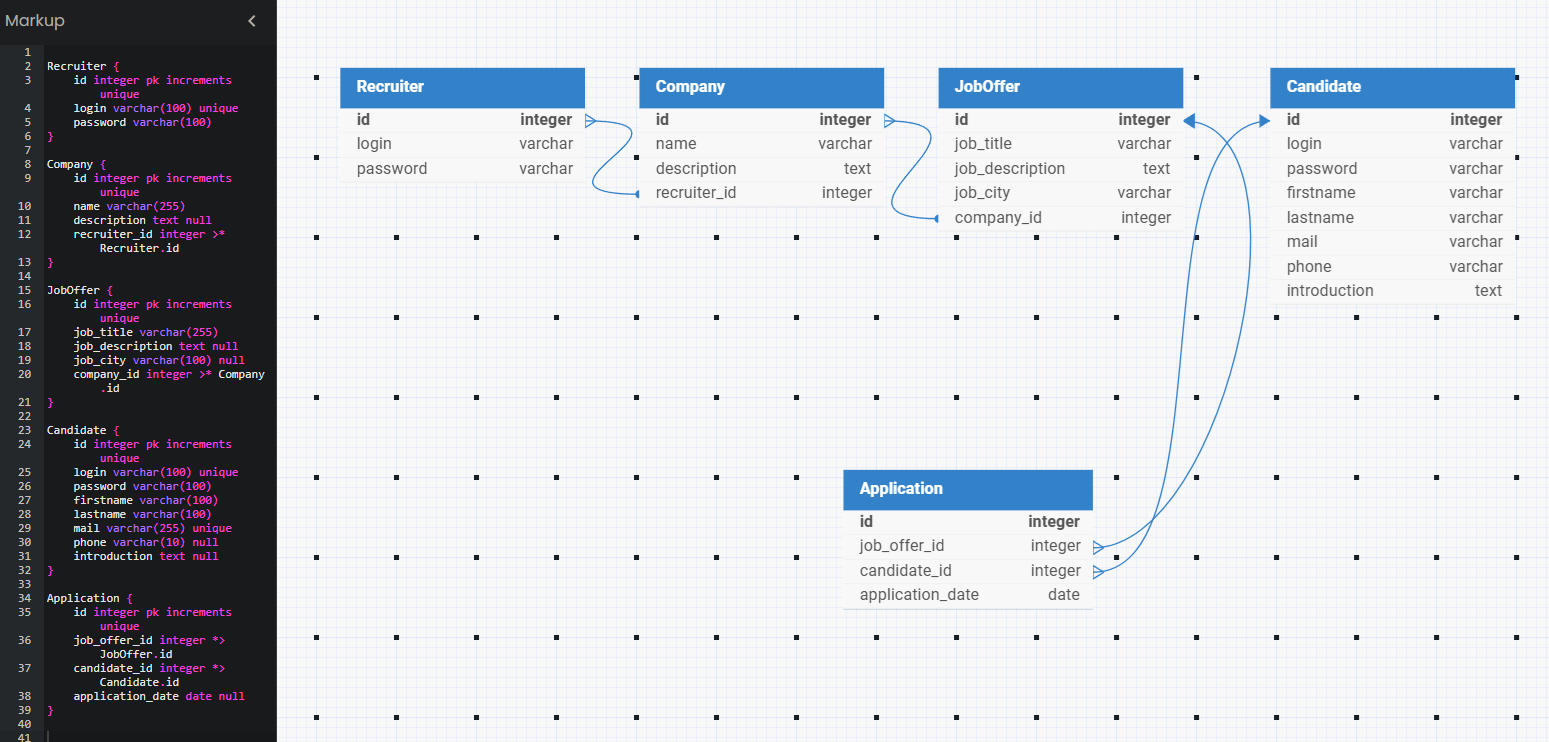 Markup
1
2 Recruiter {
3 id integer pk increments
unique
4 login varchar(100) unique
5 password varchar(100)
6 }
7
8 Company {
9 id integer pk increments
unique
10 name varchar(255)
11 description text null
12 recruiter_id integer >*
Recruiter.id
13 }
14
15 JobOffer {
16 id integer pk increments
unique
17 job_title varchar(255)
18 job_description text null
19 job_city varchar(100) null
20 company_id integer >* Company
.id
21 }
22
23 Candidate {
24 id integer pk increments
unique
25 login varchar(100) unique
26 password varchar(100)
27 firstname varchar(100)
28 lastname varchar(100)
29 mail varchar(255) unique
30 phone varchar(10) null
31 introduction text null
32 }
33
34 Application {
35 id integer pk increments
unique
36 job_offer_id integer *>
JobOffer.id
37 candidate_id integer *>
Candidate.id
38 application_date date null
39 }
40
41
Recruiter
id integer
login varchar
password varchar
Company
id integer
name varchar
description text
recruiter_id integer
JobOffer
id integer
job_title varchar
job_description text
job_city varchar
company_id integer
Candidate
id integer
login varchar
password varchar
firstname varchar
lastname varchar
mail varchar
phone varchar
introduction text
Application
id integer
job_offer_id integer
candidate_id integer
application_date date